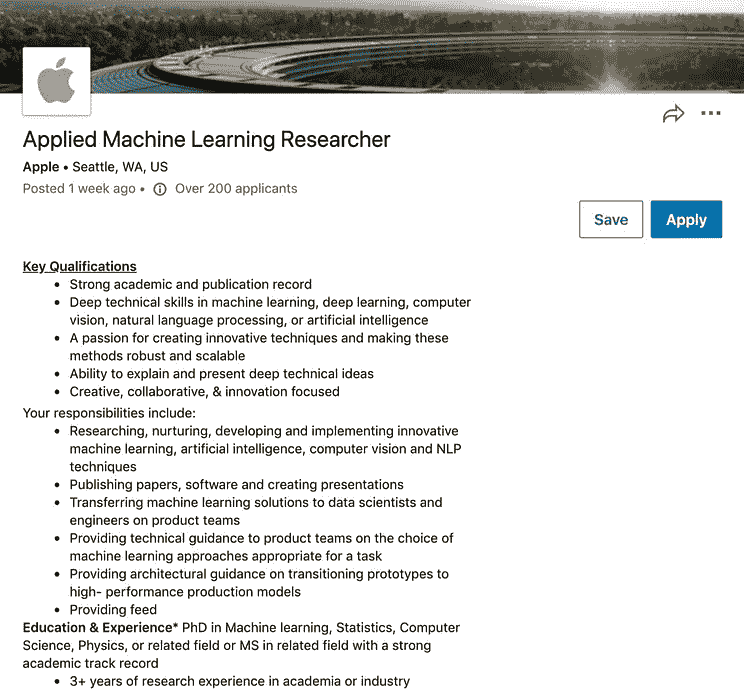 Applied Machine Learning Researcher
Apple • Seattle, WA, US
Posted 1 week ago • Over 200 applicants
Save
Apply
Key Qualifications
• Strong academic and publication record
• Deep technical skills in machine learning, deep learning, computer
vision, natural language processing, or artificial intelligence
• A passion for creating innovative techniques and making these
methods robust and scalable
• Ability to explain and present deep technical ideas
• Creative, collaborative, & innovation focused
Your responsibilities include:
• Researching, nurturing, developing and implementing innovative
machine learning, artificial intelligence, computer vision and NLP
techniques
• Publishing papers, software and creating presentations
• Transferring machine learning solutions to data scientists and
engineers on product teams
• Providing technical guidance to product teams on the choice of
machine learning approaches appropriate for a task
• Providing architectural guidance on transitioning prototypes to
high- performance production models
• Providing feed
Education & Experience* PhD in Machine learning, Statistics, Computer
Science, Physics, or related field or MS in related field with a strong
academic track record
• 3+ years of research experience in academia or industry